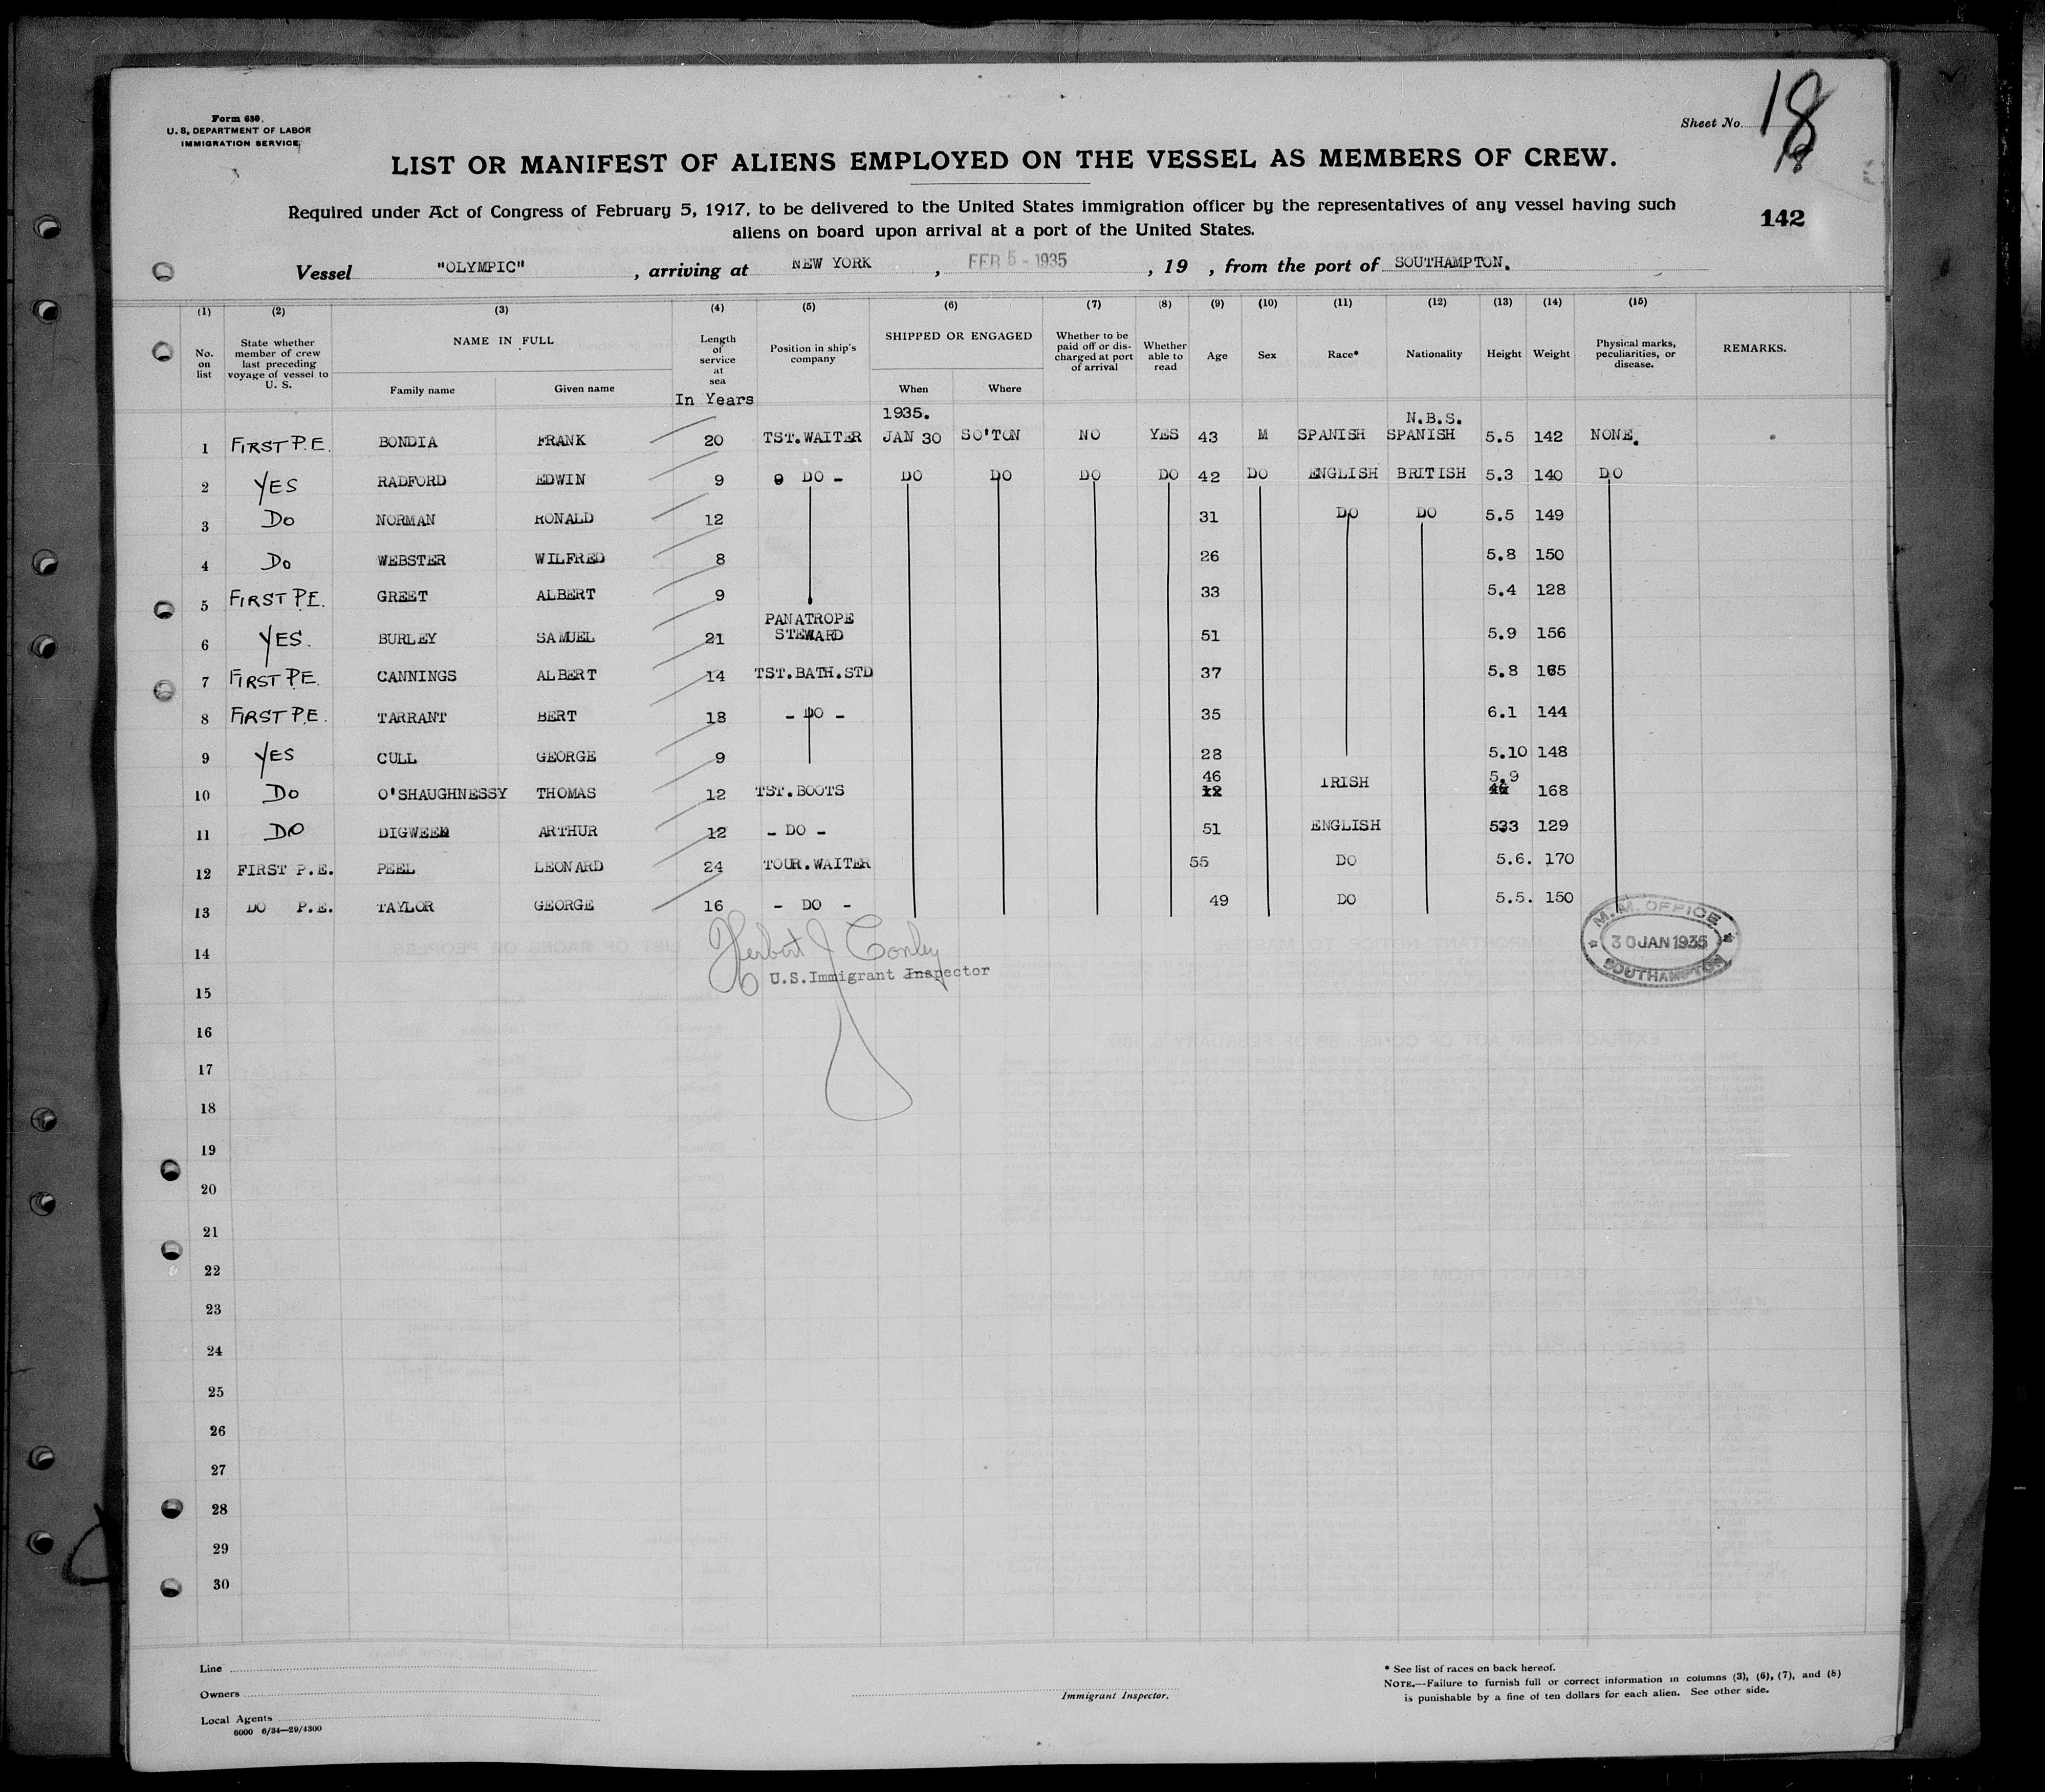 Form 680.
U. S. DEPARTMENT OF LABOR
IMMIGRATION SERVICE
Sheet No. 18
18
LIST OR MANIFEST OF ALIENS EMPLOYED ON THE VESSEL AS MEMBERS OF CREW.
Required under Act of Congress of February 5, 1917, to be delivered to the United States immigration officer by the representatives of any vessel having such
aliens on board upon arrival at a port of the United States.
142
Vessel "OLYMPIC", arriving at NEW YORK, FEB 5 - 1935, 19 , from the port of SOUTHAMPTON.
(1) (2) (3) (4) (5) (6) (7) (8) (9) (10) (11) (12) (13) (14) (15)
No. on list State whether member of crew last preceding voyage of vessel to U. S. NAME IN FULL Family name Given name Length of service at sea In Years Position in ship's company SHIPPED OR ENGAGED When Where Whether to be paid off or discharged at port of arrival Whether able to read Age Sex Race* Nationality Height Weight Physical marks, peculiarities, or disease. REMARKS.
1935. N.B.S.
1 FIRST P.E. BONDIA FRANK 20 TST.WAITER JAN 30 SO'TON NO YES 43 M SPANISH SPANISH 5.5 142 NONE.
2 YES RADFORD EDWIN 9 DO - DO DO DO DO 42 DO ENGLISH BRITISH 5.3 140 DO
3 DO NORMAN RONALD 12 31 DO DO 5.5 149
4 Do WEBSTER WILFRED 8 26 5.8 150
5 FIRST P.E. GREET ALBERT 9 33 5.4 128
6 YES. BURLEY SAMUEL 21 PANATROPE STEWARD 51 5.9 156
7 FIRST P.E. CANNINGS ALBERT 14 TST.BATH.STD 37 5.8 165
8 FIRST P.E. TARRANT BERT 18 - DO - 35 6.1 144
9 YES CULL GEORGE 9 28 5.10 148
10 DO O'SHAUGHNESSY THOMAS 12 TST.BOOTS 46 IRISH 5.9 168
11 DO DIGWEEN ARTHUR 12 - DO - 51 ENGLISH 533 129
12 FIRST P.E. PEEL LEONARD 24 TOUR.WAITER 55 DO 5.6. 170
13 DO P.E. TAYLOR GEORGE 16 - DO - 49 DO 5.5. 150
14
15
16
17
18
19
20
21
22
23
24
25
26
27
28
29
30
Herbert J Conley
U.S.Immigrant Inspector
M.M. OFFICE
30 JAN 1935
SOUTHAMPTON
Line
Owners
Local Agents
6000 6/34—29/4300
Immigrant Inspector.
* See list of races on back hereof.
NOTE.—Failure to furnish full or correct information in columns (3), (6), (7), and (8)
is punishable by a fine of ten dollars for each alien. See other side.